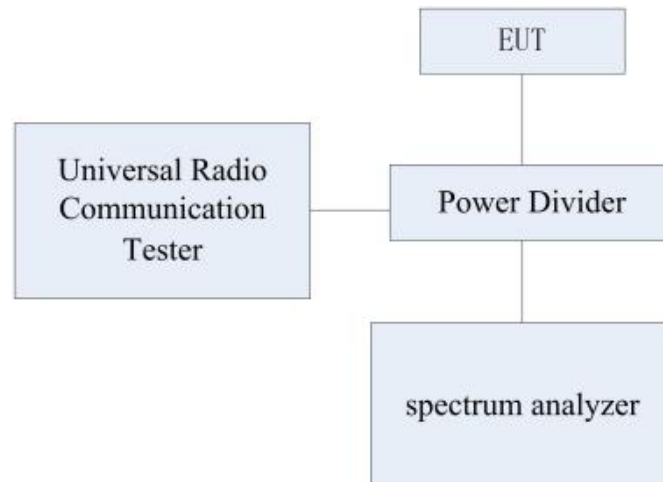 EUT
Universal Radio
Communication
Tester
Power Divider
spectrum analyzer